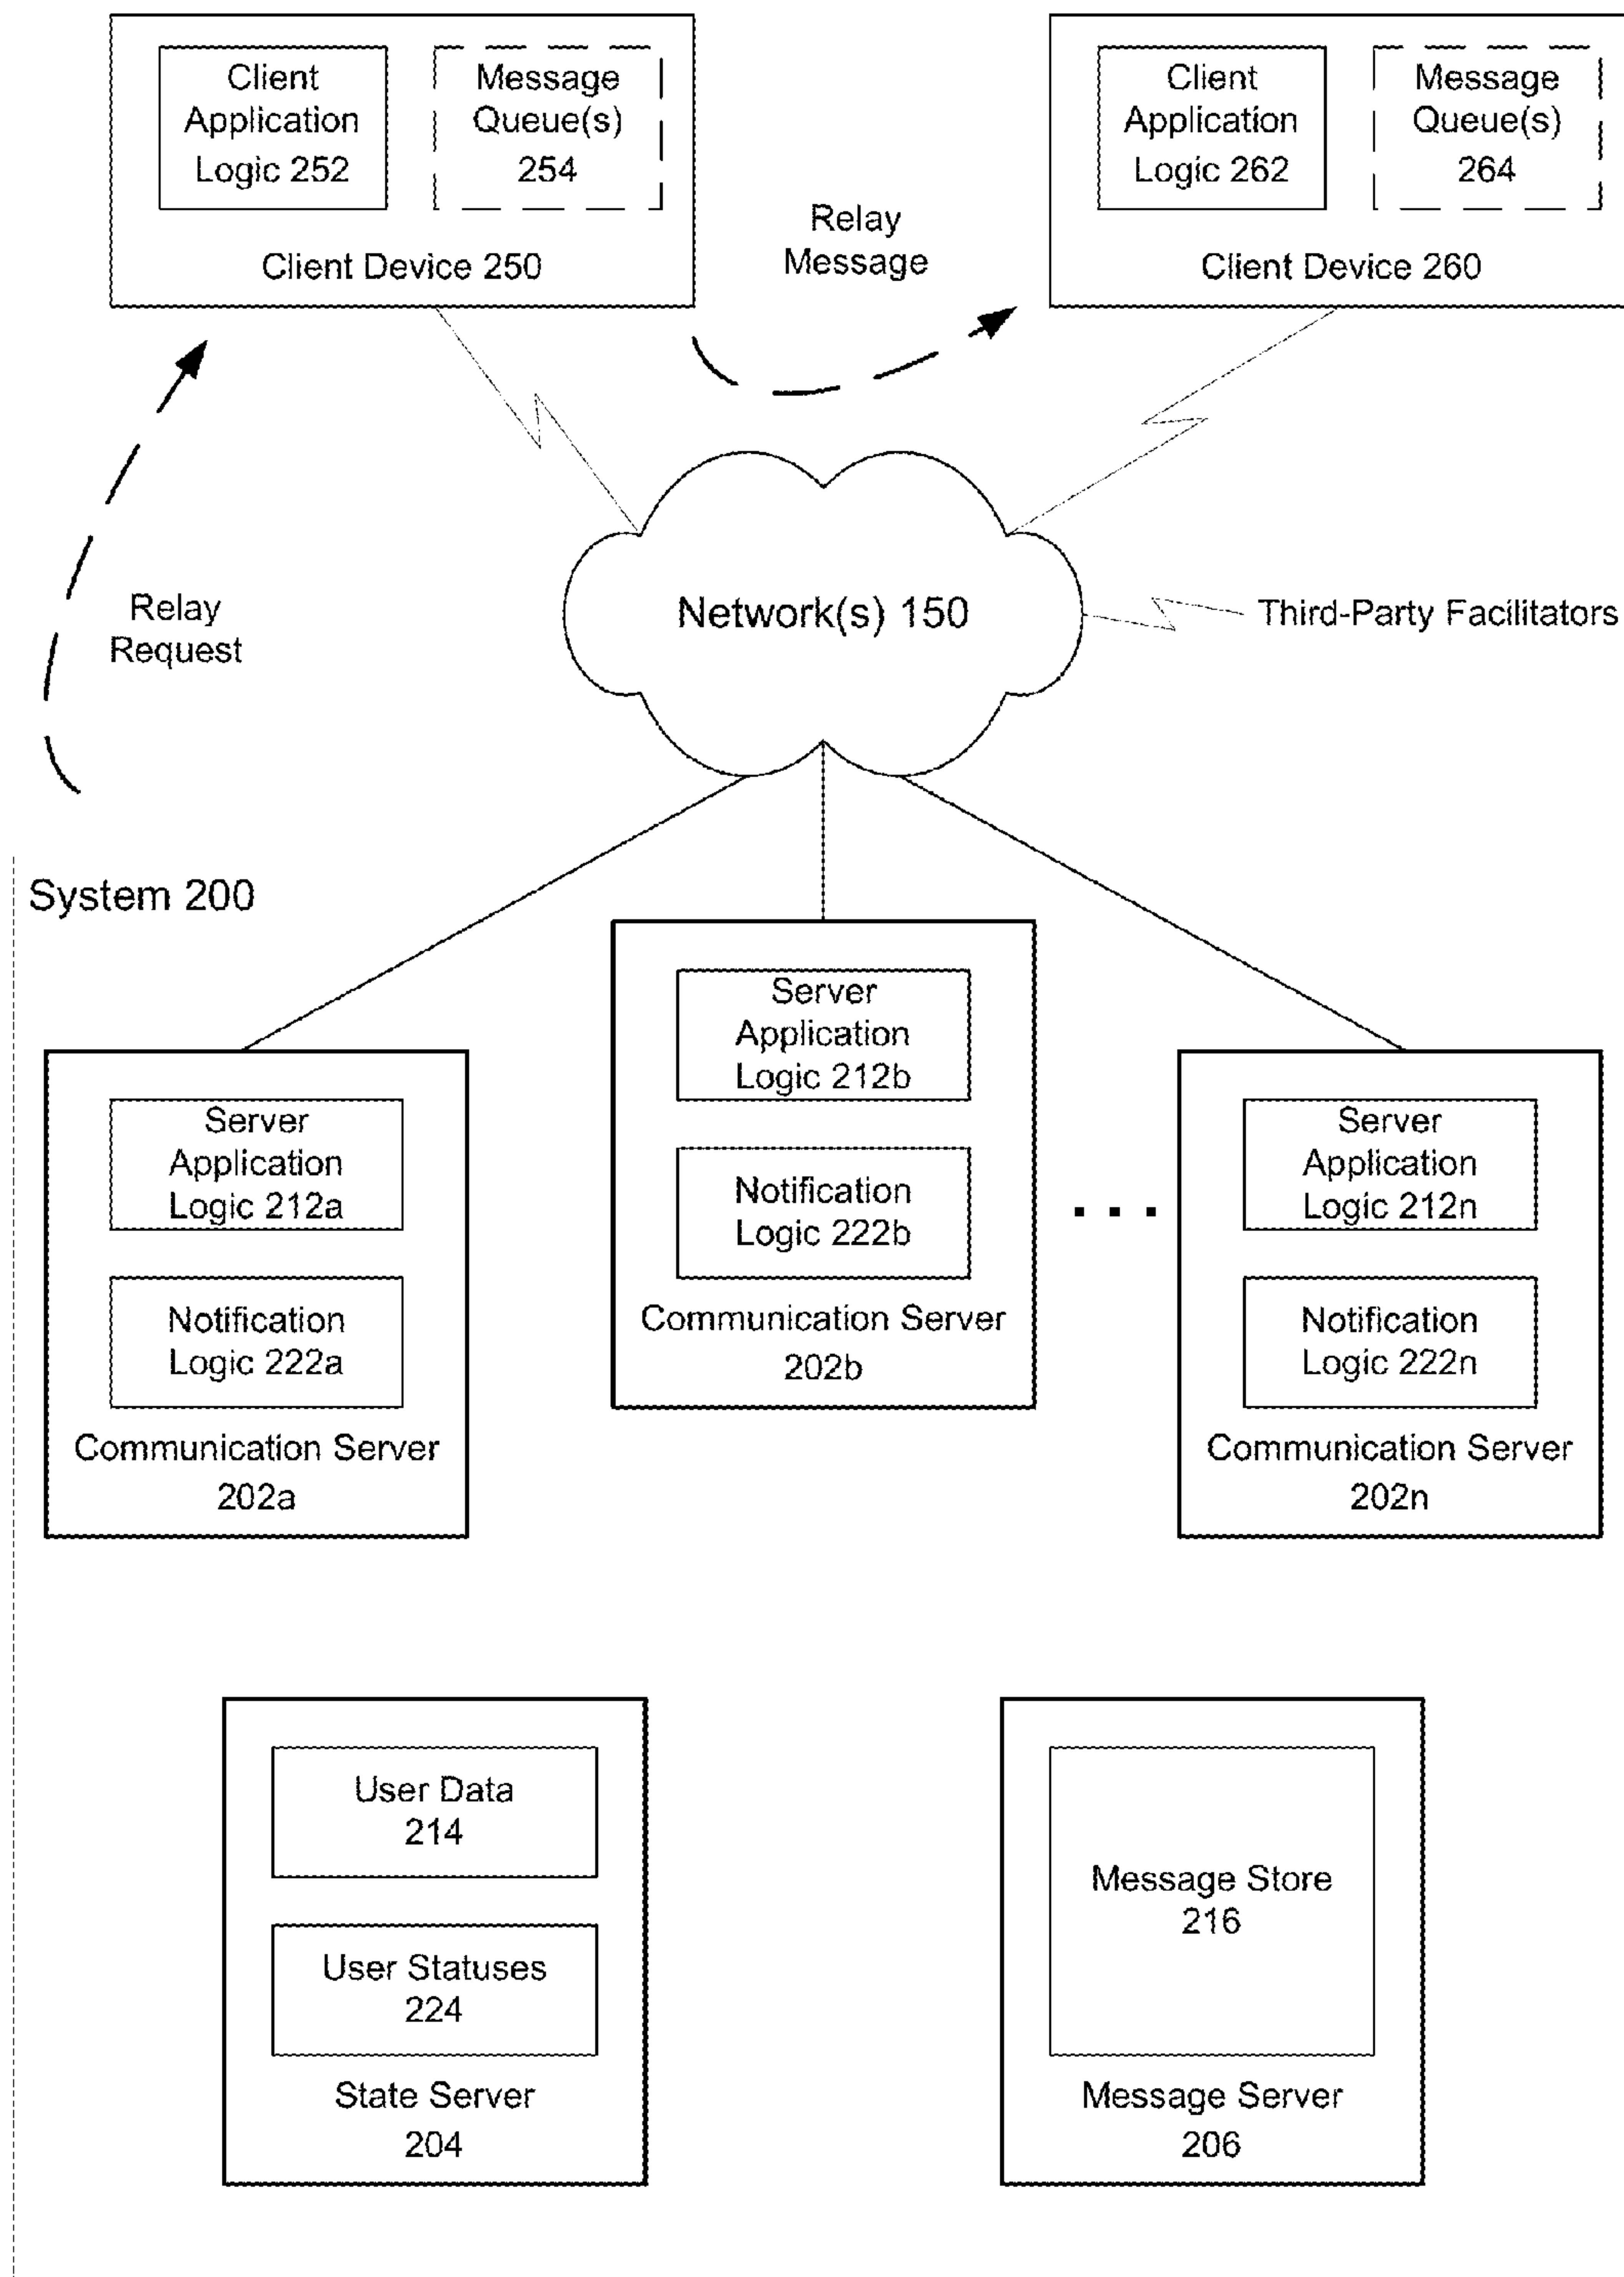 Client
Application
Logic 252
Message
Queue(s)
254
Client Device 250
Relay
Message
Client
Application
Logic 262
Message
Queue(s)
264
Client Device 260
Relay
Request
Network(s) 150
Third-Party Facilitators
System 200
Server
Application
Logic 212a
Notification
Logic 222a
Communication Server
202a
Server
Application
Logic 212b
Notification
Logic 222b
Communication Server
202b
. . .
Server
Application
Logic 212n
Notification
Logic 222n
Communication Server
202n
User Data
214
User Statuses
224
State Server
204
Message Store
216
Message Server
206